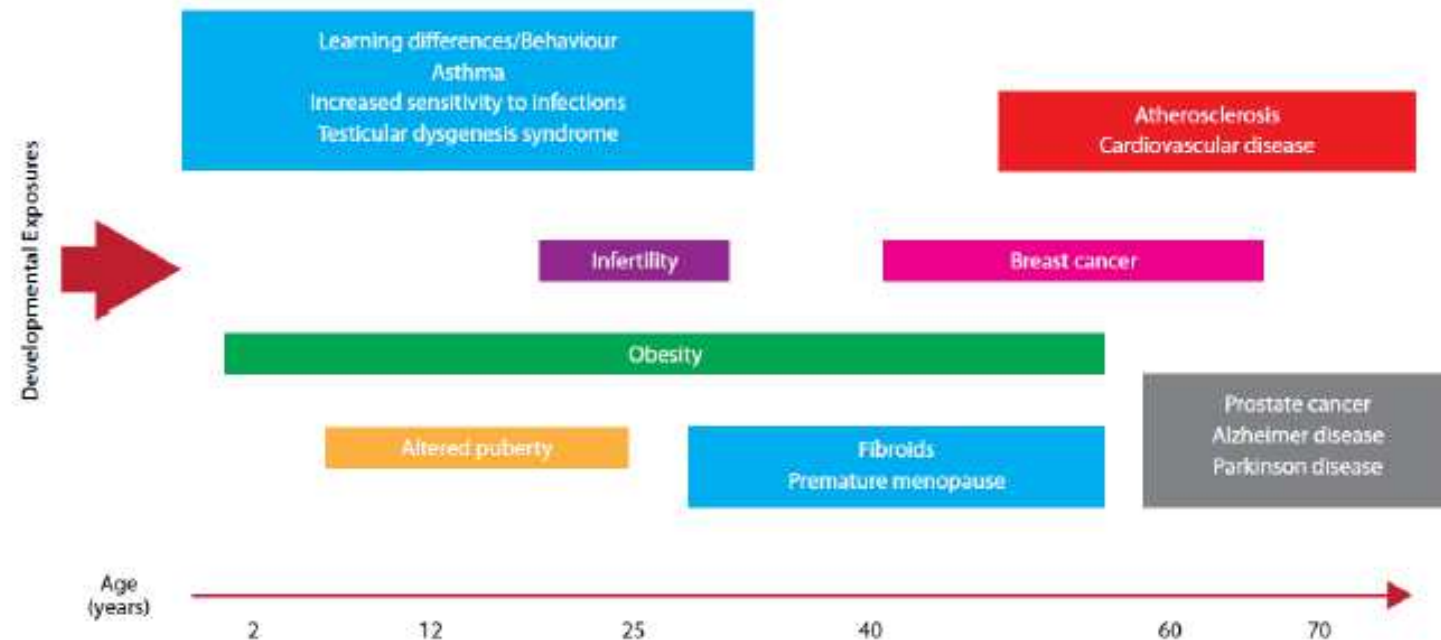 Learning differences/Behaviour
Asthma
Increased sensitivity to infections
Testicular dysgenesis syndrome
Atherosclerosis
Cardiovascular disease
Developmental Exposures
Infertility
Breast cancer
Obesity
Prostate cancer
Alzheimer disease
Parkinson disease
Altered puberty
Fibroids
Premature menopause
Age
(years)
2 12 25 40 60 70